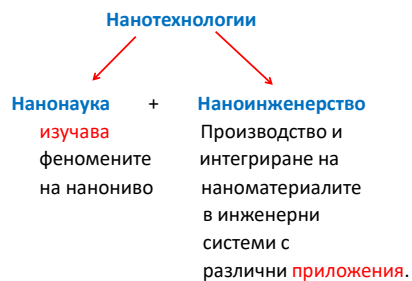 Нанотехнологии
Нанонаука + Наноинженерство
изучава Производство и
феномените интегриране на
на нанониво наноматериалите
в инженерни
системи с
различни приложения.